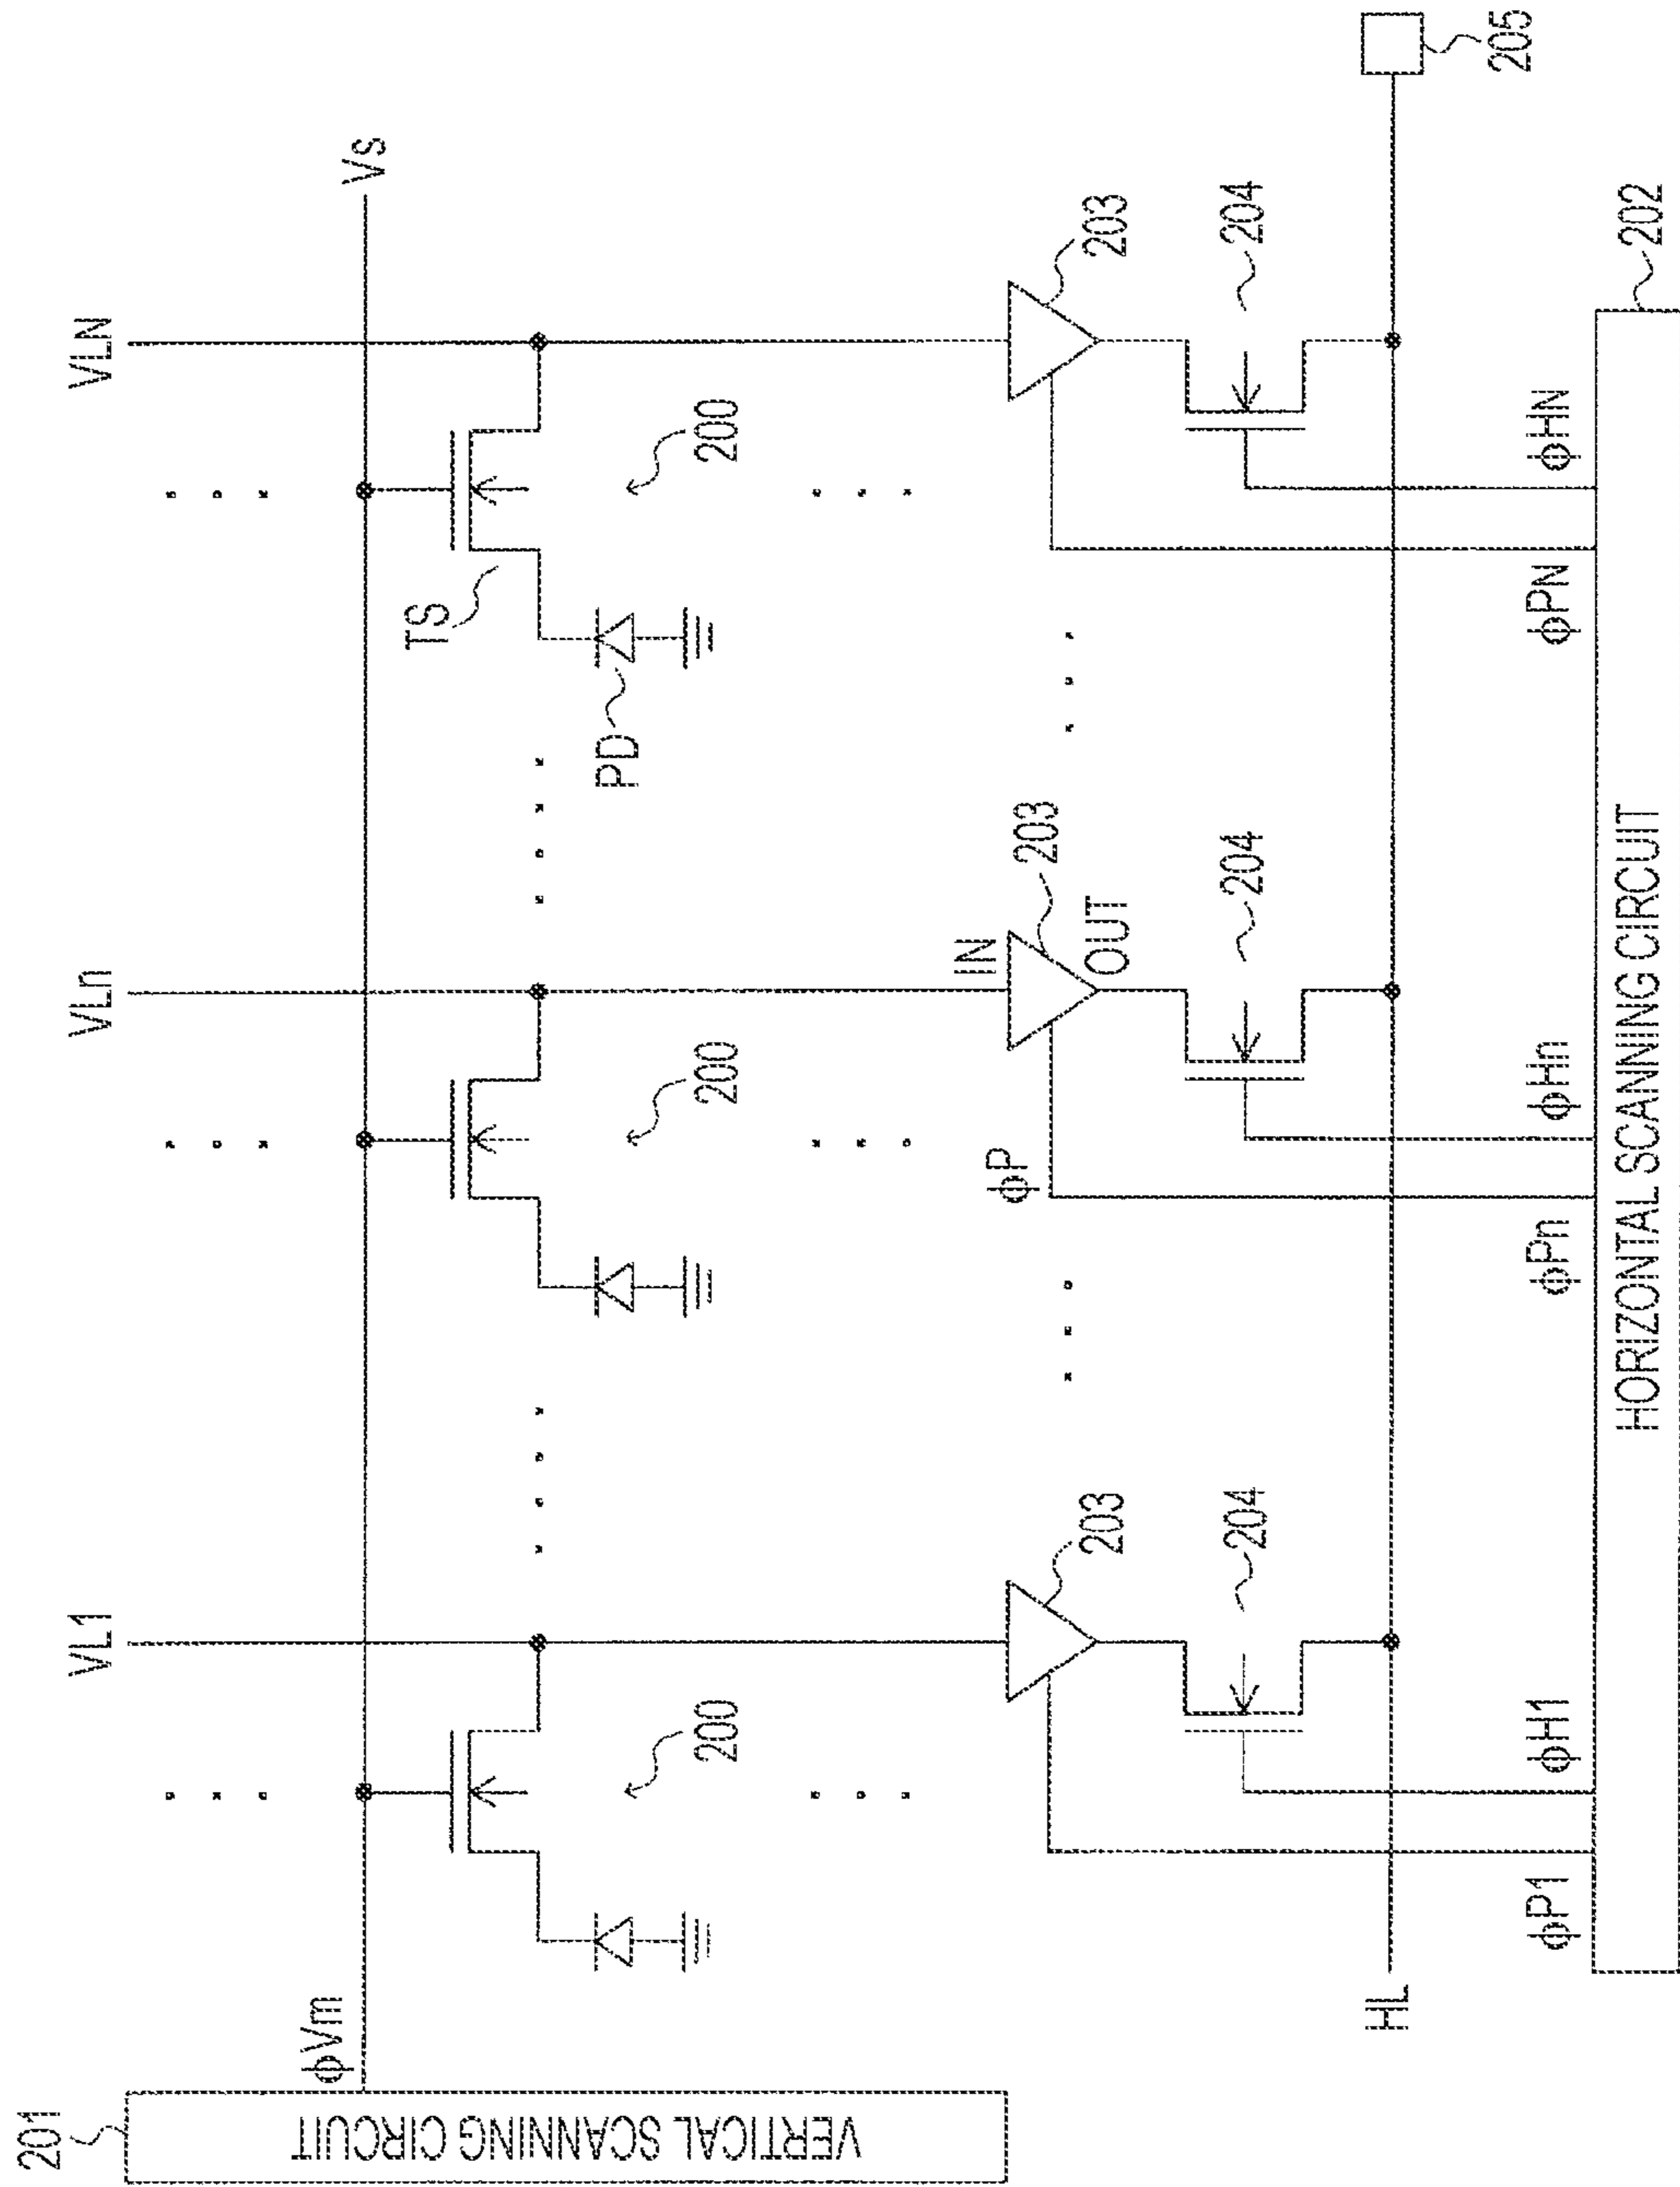 201
VERTICAL SCANNING CIRCUIT
ϕVm
VL1
VLn
VLN
Vs
200
200
TS
200
PD
203
IN
203
OUT
203
ϕP
204
204
204
HL
205
ϕP1
ϕH1
ϕPn
ϕHn
ϕPN
ϕHN
HORIZONTAL SCANNING CIRCUIT
202